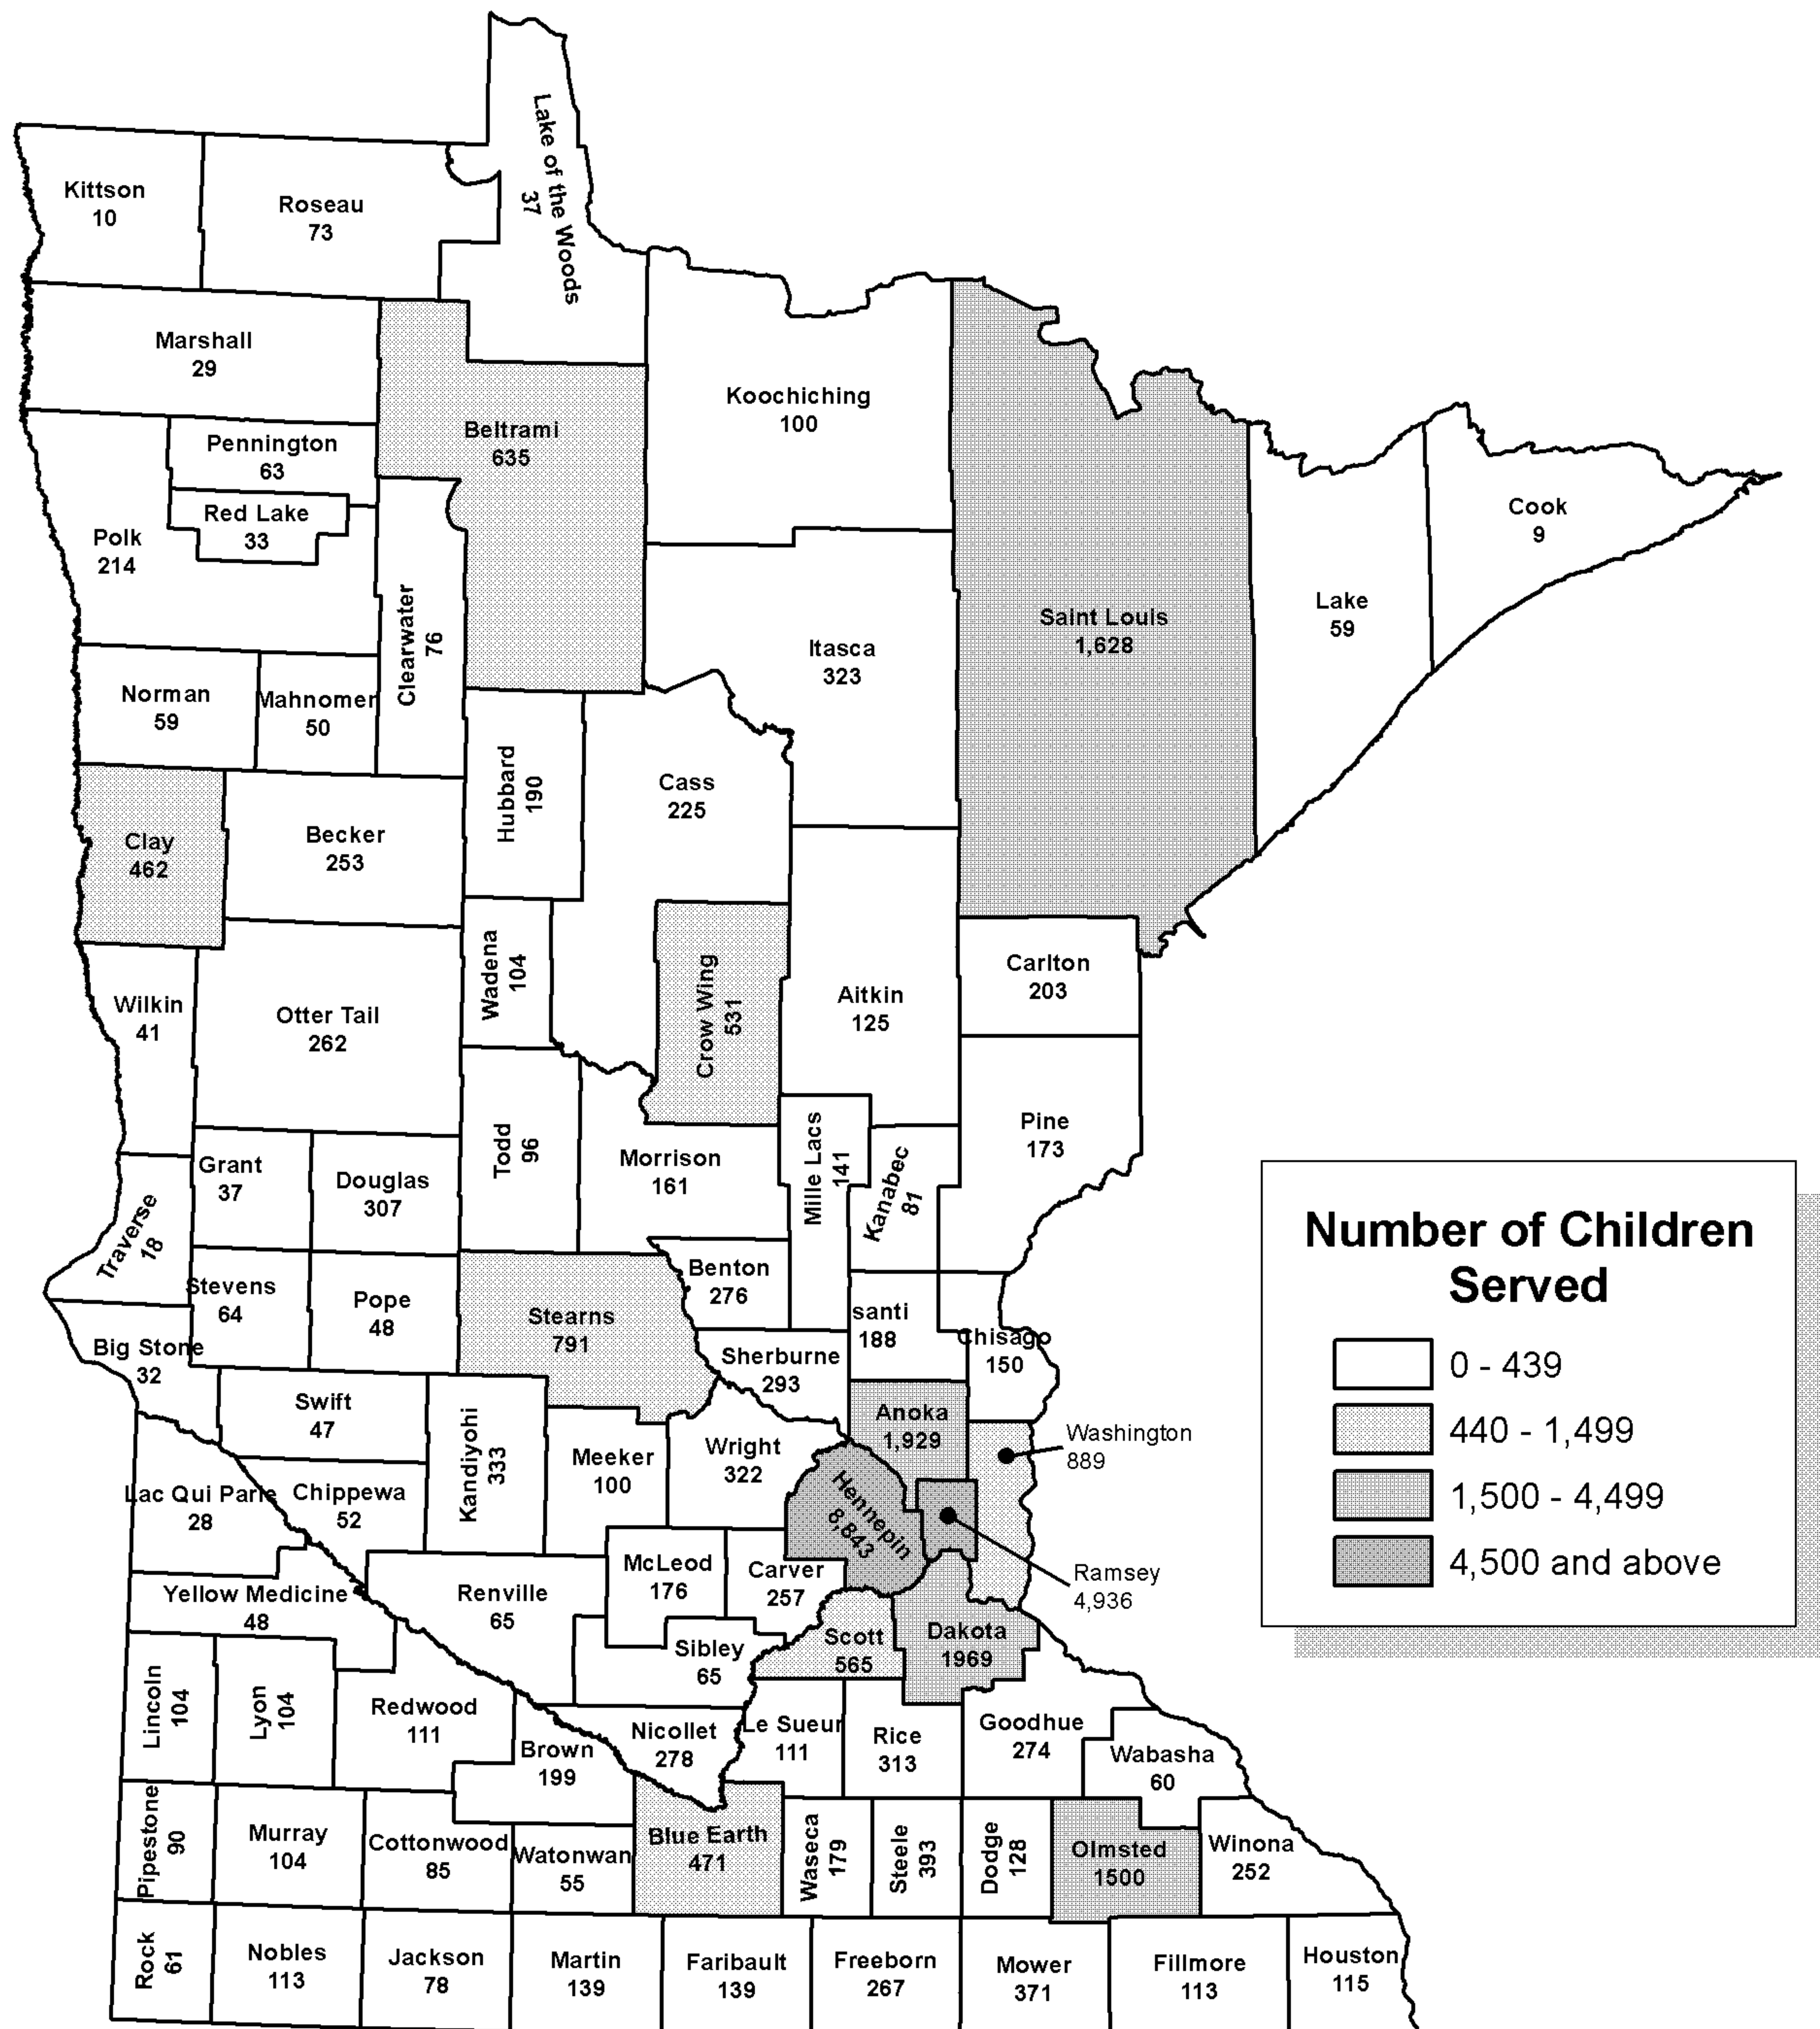 Lake of the Woods
37
Kittson
10
Roseau
73
Marshall
29
Beltrami
635
Koochiching
100
Pennington
63
Red Lake
33
Polk
214
Clearwater
76
Saint Louis
1,628
Lake
59
Cook
9
Itasca
323
Norman
59
Mahnomen
50
Hubbard
190
Cass
225
Clay
462
Becker
253
Wadena
104
Crow Wing
531
Aitkin
125
Carlton
203
Wilkin
41
Otter Tail
262
Todd
96
Morrison
161
Mille Lacs
141
Kanabec
81
Pine
173
Grant
37
Douglas
307
Traverse
18
Stevens
64
Pope
48
Stearns
791
Benton
276
santi
188
Chisago
150
Big Stone
32
Sherburne
293
Swift
47
Kandiyohi
333
Meeker
100
Wright
322
Anoka
1,929
Washington
889
Hennepin
8,843
Ramsey
4,936
Lac Qui Parle
28
Chippewa
52
Yellow Medicine
48
Renville
65
McLeod
176
Carver
257
Sibley
65
Scott
565
Dakota
1969
Lincoln
104
Lyon
104
Redwood
111
Brown
199
Nicollet
278
Le Sueur
111
Rice
313
Goodhue
274
Wabasha
60
Pipestone
90
Murray
104
Cottonwood
85
Watonwan
55
Blue Earth
471
Waseca
179
Steele
393
Dodge
128
Olmsted
1500
Winona
252
Rock
61
Nobles
113
Jackson
78
Martin
139
Faribault
139
Freeborn
267
Mower
371
Fillmore
113
Houston
115
Number of Children
Served
0 - 439
440 - 1,499
1,500 - 4,499
4,500 and above